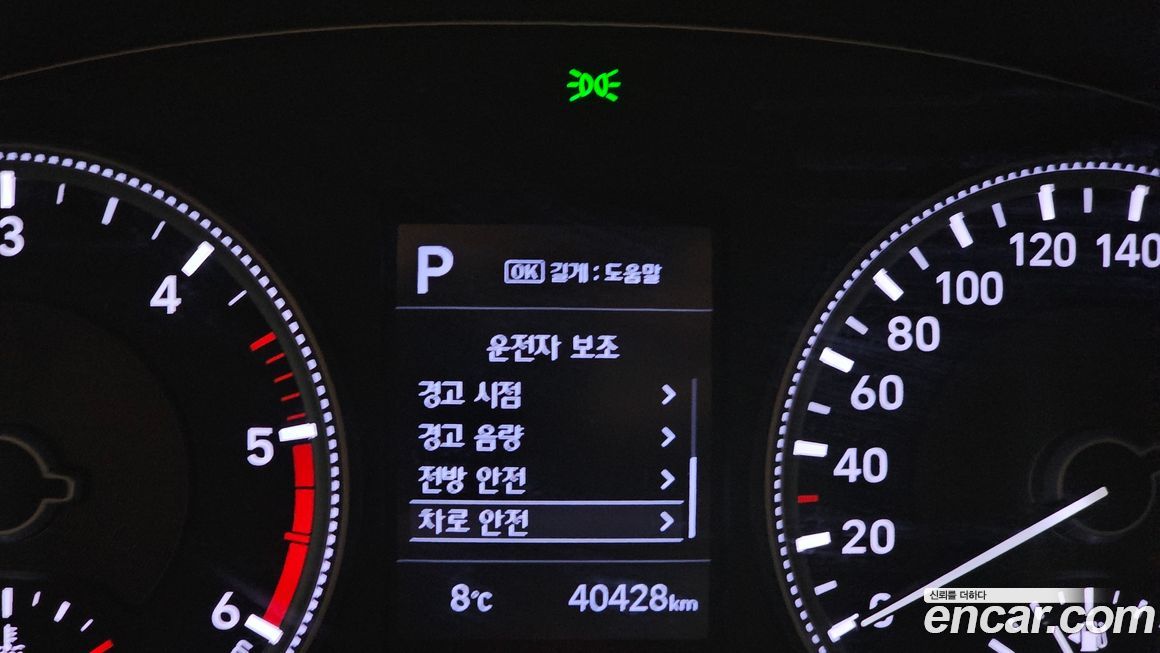 P
OK 길게 : 도움말
운전자 보조
경고 시점
경고 음량
전방 안전
차로 안전
8℃ 40428km
3
4
5
6
0
20
40
60
80
100
120
140
신뢰를 더하다
encar.com